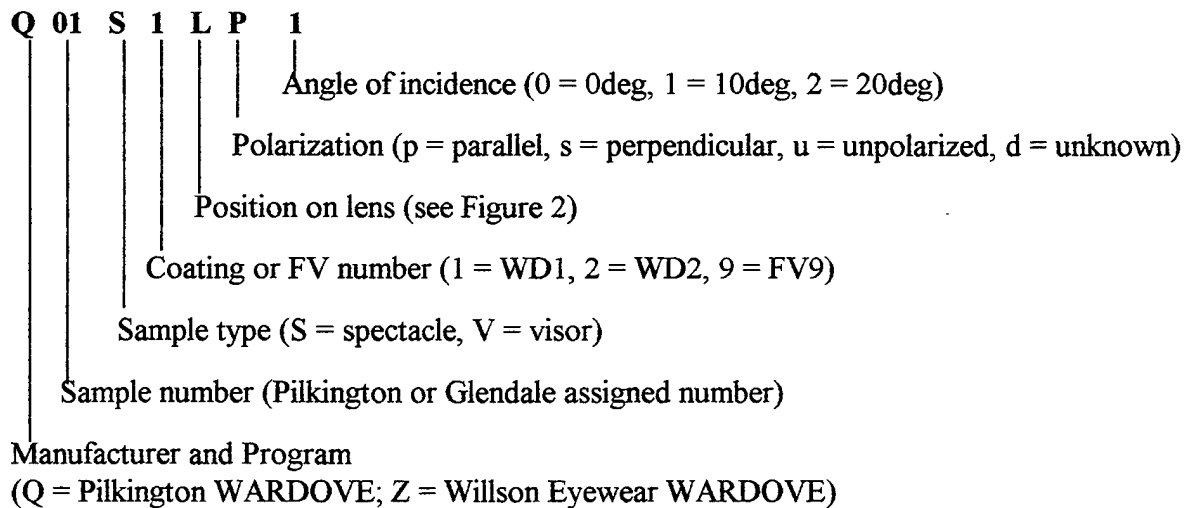 Q 01 S 1 L P 1
Angle of incidence (0 = 0deg, 1 = 10deg, 2 = 20deg)
Polarization (p = parallel, s = perpendicular, u = unpolarized, d = unknown)
Position on lens (see Figure 2)
Coating or FV number (1 = WD1, 2 = WD2, 9 = FV9)
Sample type (S = spectacle, V = visor)
Sample number (Pilkington or Glendale assigned number)
Manufacturer and Program
(Q = Pilkington WARDOVE; Z = Willson Eyewear WARDOVE)